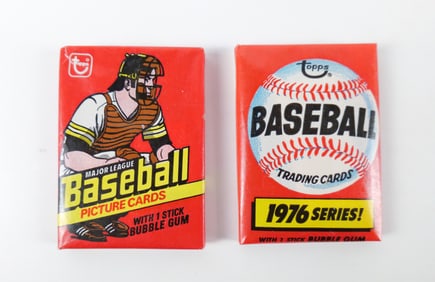 MAJOR LEAGUE
Baseball
PICTURE CARDS
WITH 1 STICK
BUBBLE GUM
topps
BASEBALL
TRADING CARDS
1976 SERIES!
WITH 1 STICK BUBBLE GUM